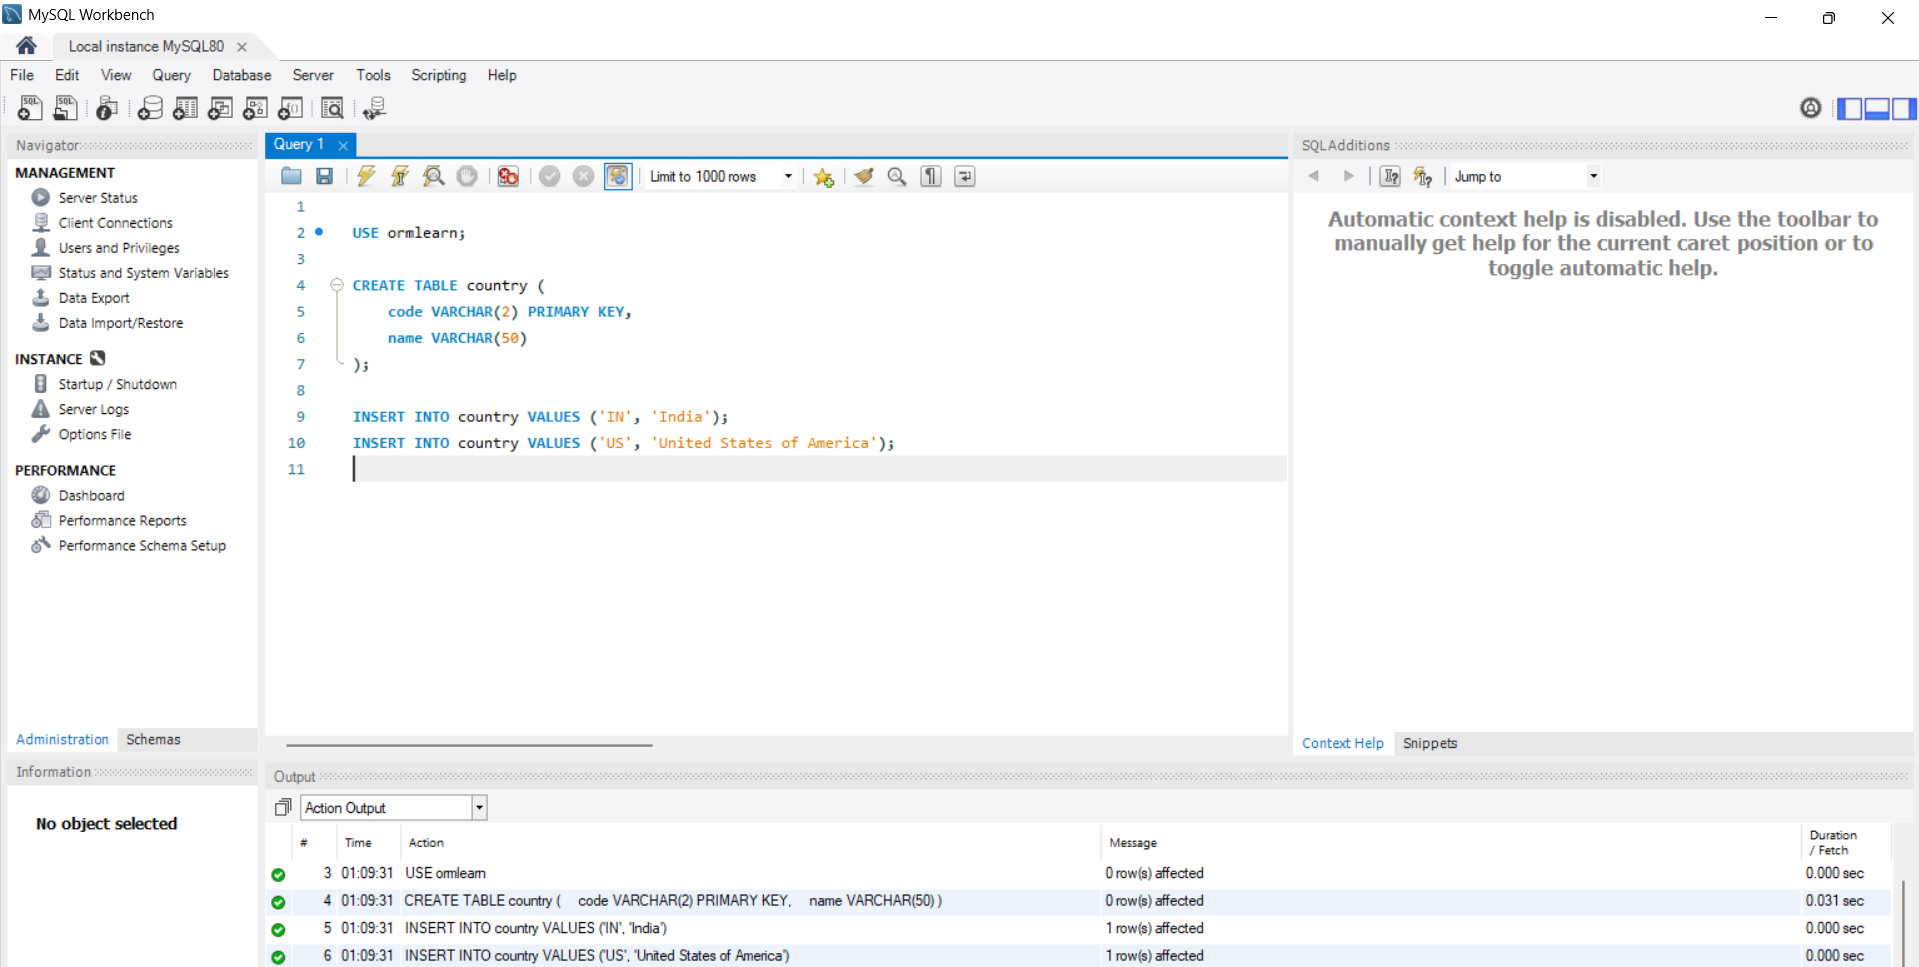 MySQL Workbench
Local instance MySQL80
File Edit View Query Database Server Tools Scripting Help
Navigator
MANAGEMENT
Server Status
Client Connections
Users and Privileges
Status and System Variables
Data Export
Data Import/Restore
INSTANCE
Startup / Shutdown
Server Logs
Options File
PERFORMANCE
Dashboard
Performance Reports
Performance Schema Setup
Administration Schemas
Information
No object selected
Query 1
Limit to 1000 rows
1
2 USE ormlearn;
3
4 CREATE TABLE country (
5 code VARCHAR(2) PRIMARY KEY,
6 name VARCHAR(50)
7 );
8
9 INSERT INTO country VALUES ('IN', 'India');
10 INSERT INTO country VALUES ('US', 'United States of America');
11
SQLAdditions
Jump to
Automatic context help is disabled. Use the toolbar to
manually get help for the current caret position or to
toggle automatic help.
Context Help Snippets
Output
Action Output
# Time Action Message Duration / Fetch
3 01:09:31 USE ormlearn 0 row(s) affected 0.000 sec
4 01:09:31 CREATE TABLE country ( code VARCHAR(2) PRIMARY KEY, name VARCHAR(50) ) 0 row(s) affected 0.031 sec
5 01:09:31 INSERT INTO country VALUES ('IN', 'India') 1 row(s) affected 0.000 sec
6 01:09:31 INSERT INTO country VALUES ('US', 'United States of America') 1 row(s) affected 0.000 sec